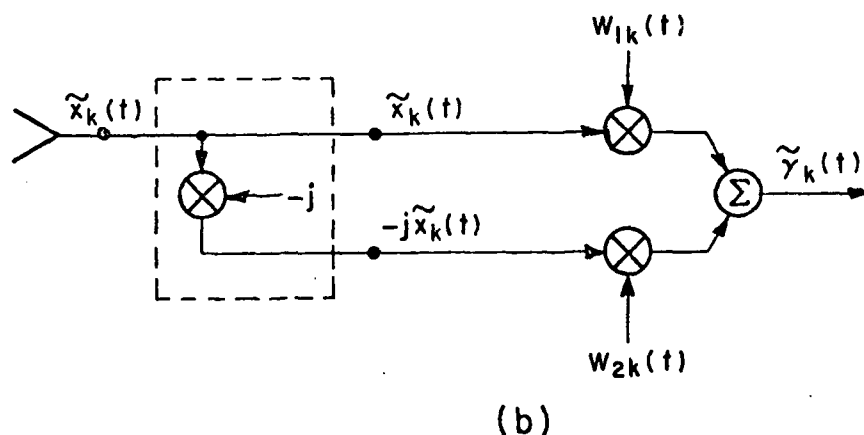 W1k(t)
x̃k(t)
x̃k(t)
Σ
ỹk(t)
-j
-jx̃k(t)
W2k(t)
(b)